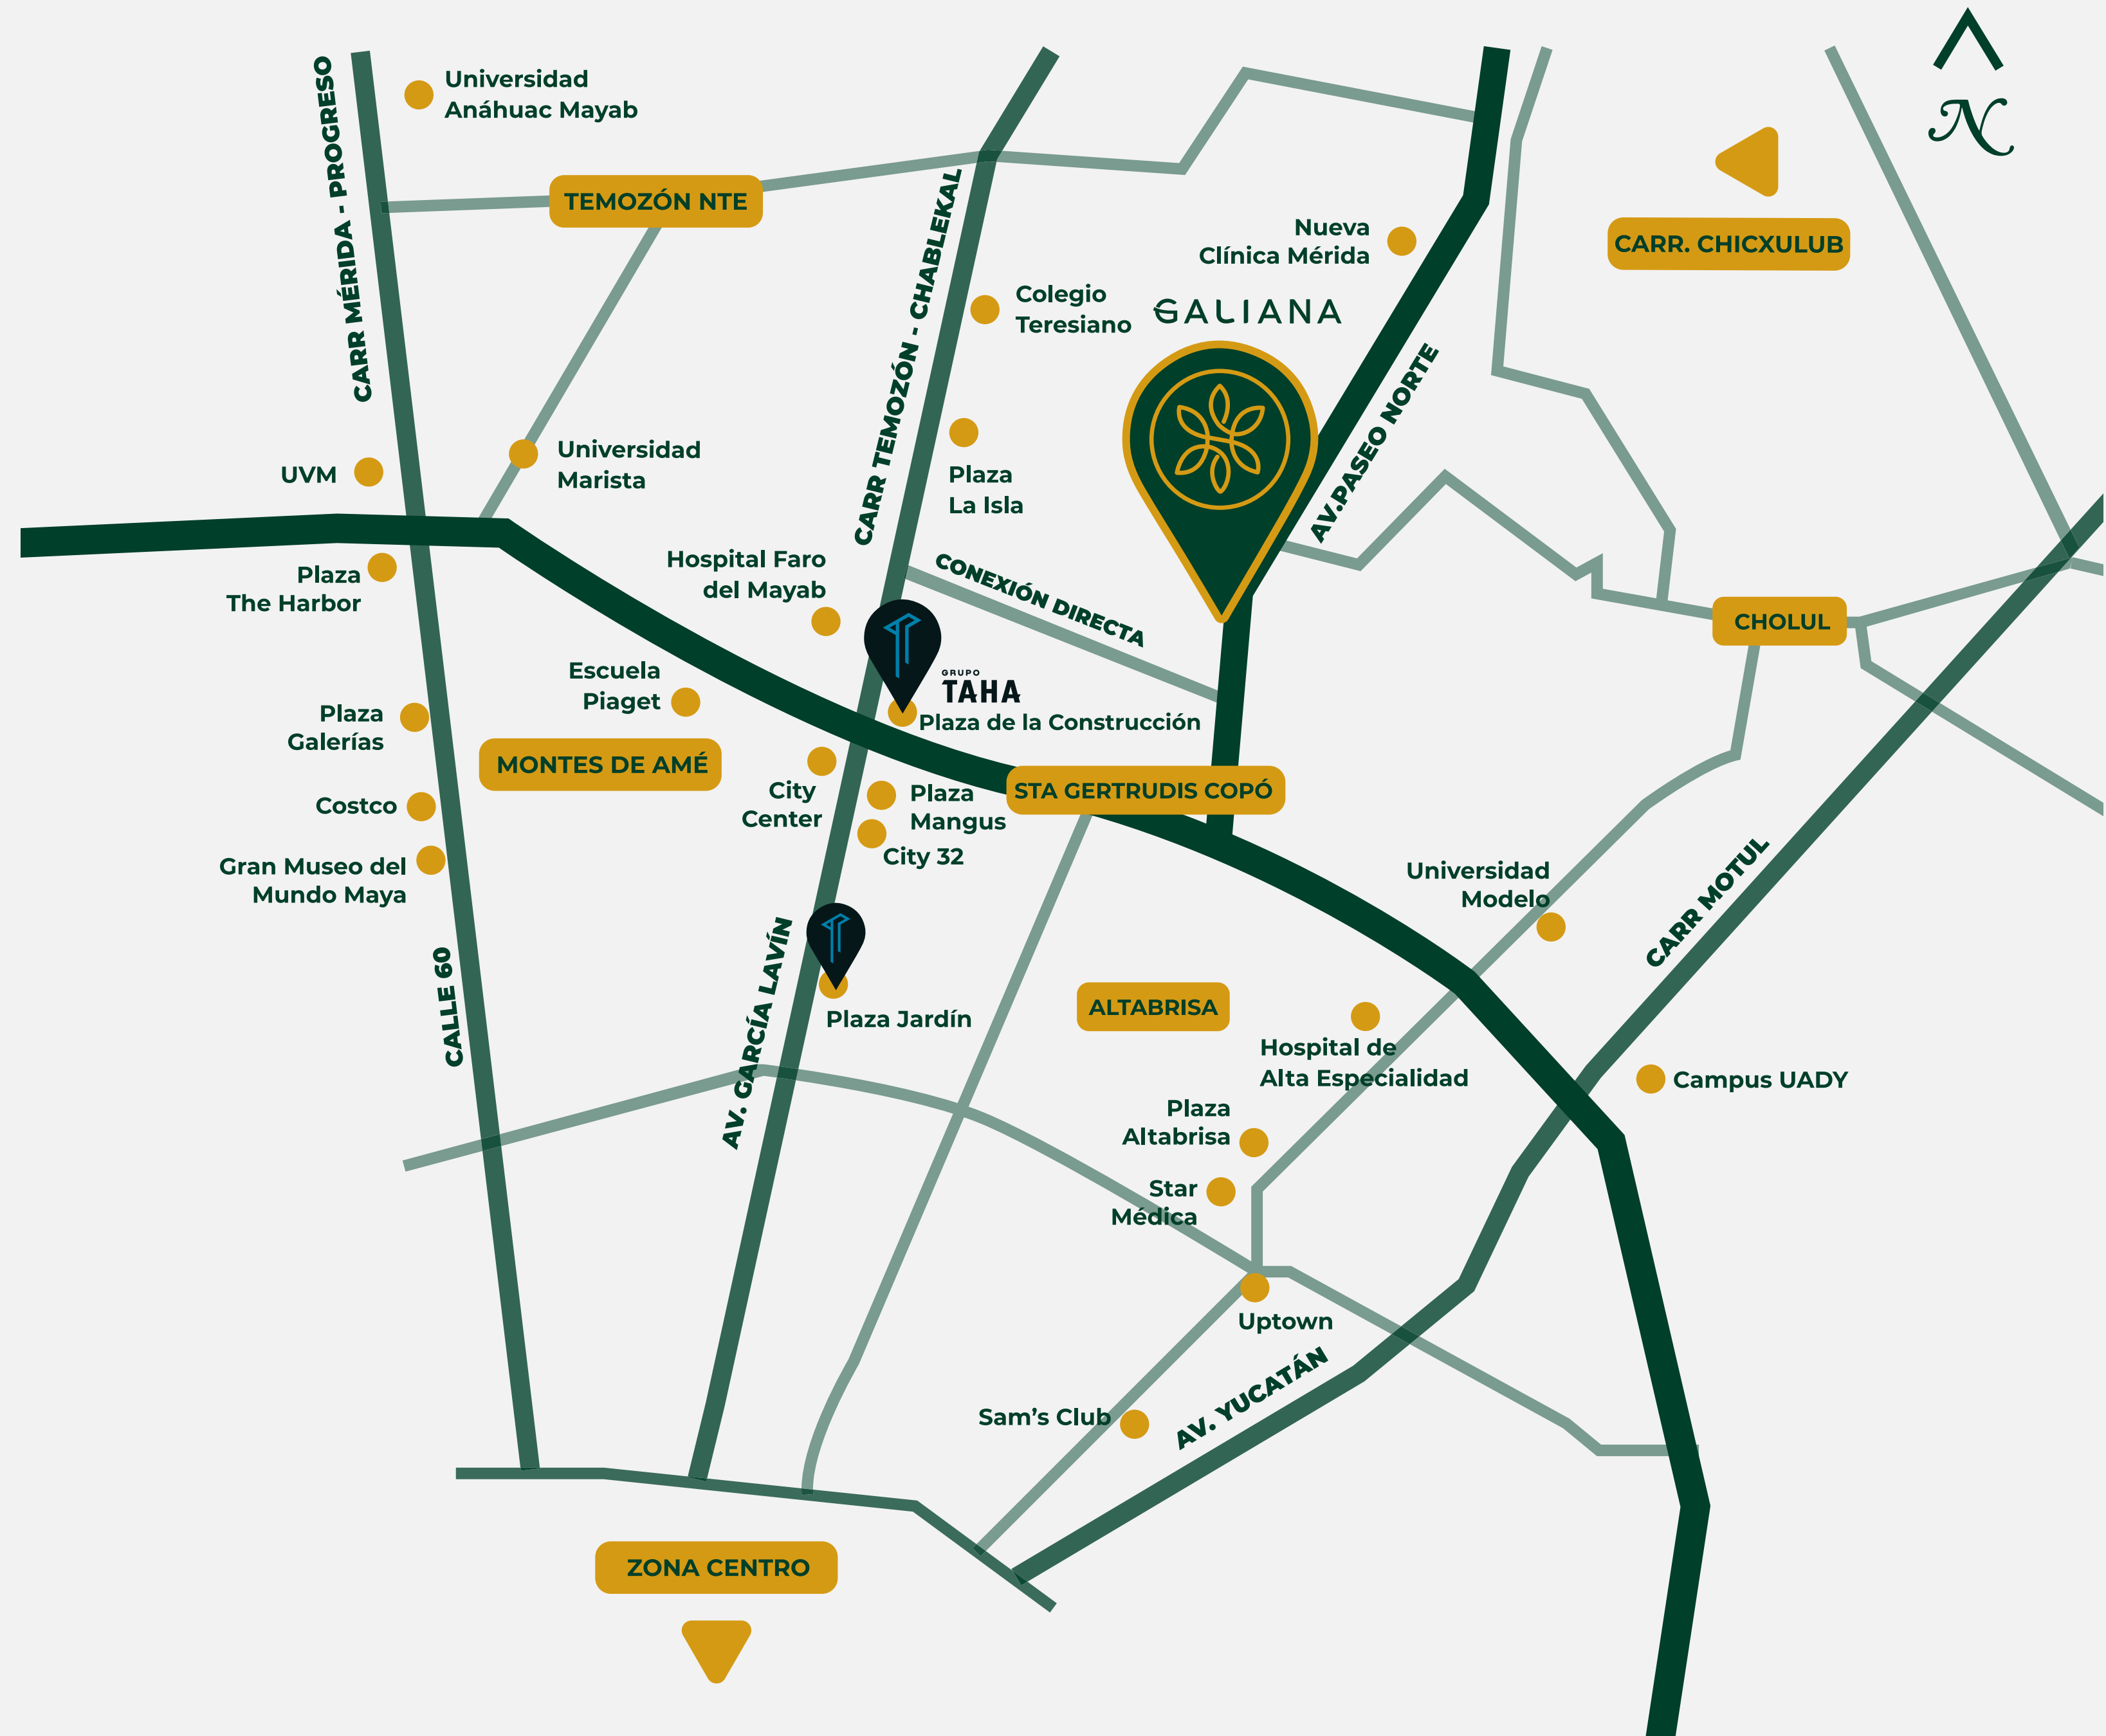 N
Universidad
Anáhuac Mayab
CARR MÉRIDA - PROGRESO
TEMOZÓN NTE
CARR TEMOZÓN - CHABLEKAL
Nueva
Clínica Mérida
CARR. CHICXULUB
Colegio
Teresiano
GALIANA
AV.PASEO NORTE
UVM
Universidad
Marista
Plaza
La Isla
Hospital Faro
del Mayab
CONEXIÓN DIRECTA
Plaza
The Harbor
CHOLUL
Escuela
Piaget
GRUPO
TAHA
Plaza de la Construcción
Plaza
Galerías
MONTES DE AMÉ
City
Center
Plaza
Mangus
STA GERTRUDIS COPÓ
Costco
City 32
Gran Museo del
Mundo Maya
Universidad
Modelo
CARR MOTUL
CALLE 60
AV. GARCÍA LAVÍN
Plaza Jardín
ALTABRISA
Hospital de
Alta Especialidad
Campus UADY
Plaza
Altabrisa
Star
Médica
Uptown
AV. YUCATÁN
Sam’s Club
ZONA CENTRO